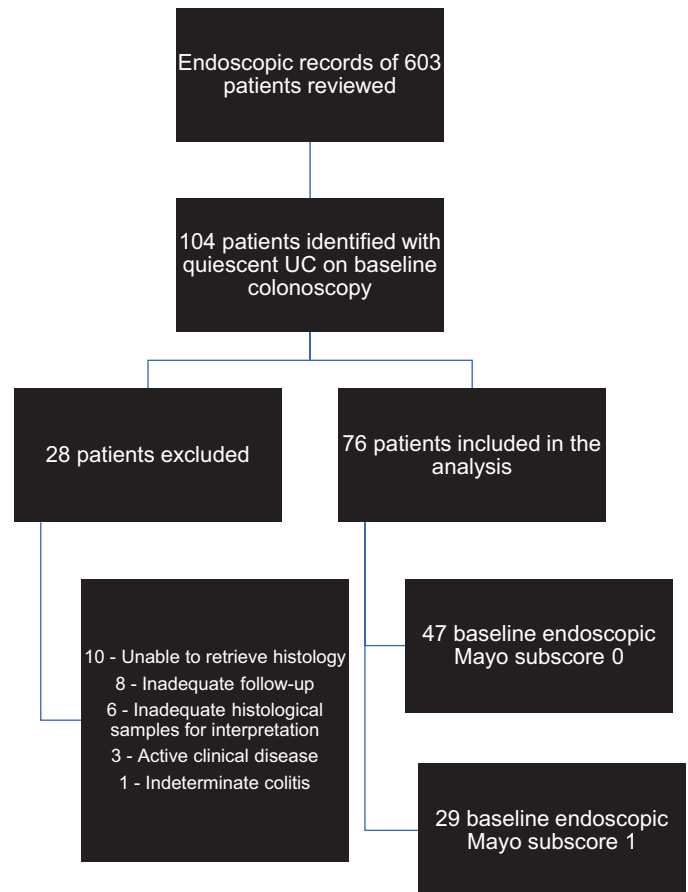 Endoscopic records of 603
patients reviewed
104 patients identified with
quiescent UC on baseline
colonoscopy
28 patients excluded
76 patients included in the
analysis
10 - Unable to retrieve histology
8 - Inadequate follow-up
6 - Inadequate histological
samples for interpretation
3 - Active clinical disease
1 - Indeterminate colitis
47 baseline endoscopic
Mayo subscore 0
29 baseline endoscopic
Mayo subscore 1